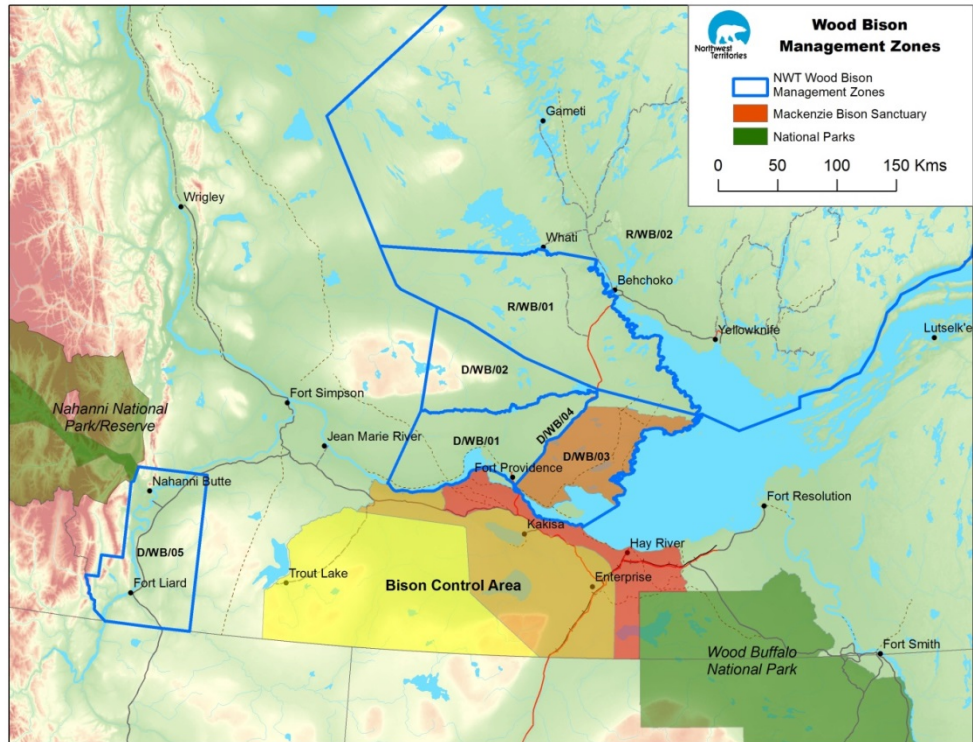 Northwest
Territories
Wood Bison
Management Zones
NWT Wood Bison
Management Zones
Mackenzie Bison Sanctuary
National Parks
0 50 100 150 Kms
Gameti
Wrigley
Whati
R/WB/02
Behchoko
R/WB/01
Yellowknife
Lutselk'e
D/WB/02
Fort Simpson
Nahanni National
Park/Reserve
Jean Marie River
D/WB/01
D/WB/04
D/WB/03
Fort Providence
Nahanni Butte
Fort Resolution
Kakisa
Hay River
D/WB/05
Trout Lake
Bison Control Area
Enterprise
Fort Liard
Wood Buffalo
National Park
Fort Smith